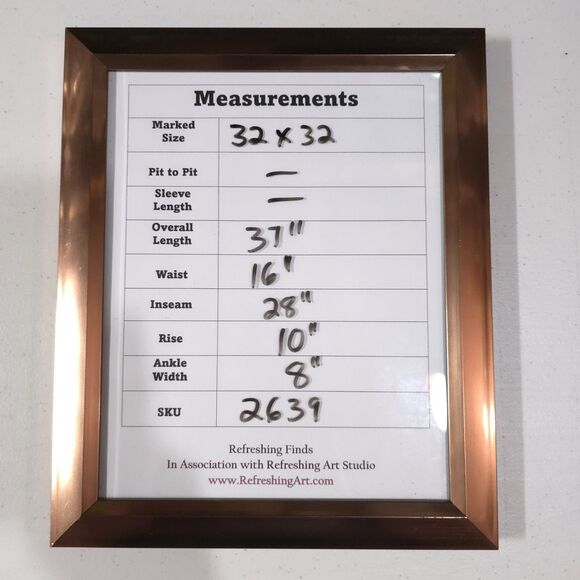 Measurements
Marked
Size
32 x 32
Pit to Pit —
Sleeve
Length
—
Overall
Length
37"
Waist 16"
Inseam 28"
Rise 10"
Ankle
Width
8"
SKU 2639
Refreshing Finds
In Association with Refreshing Art Studio
www.RefreshingArt.com